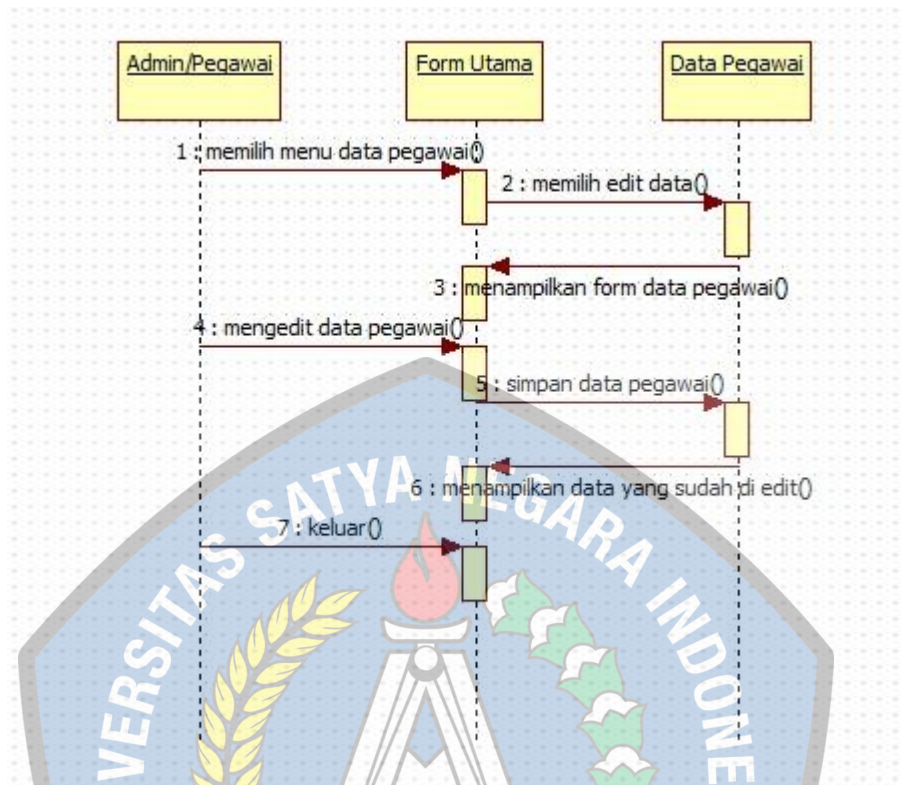 Admin/Pegawai
Form Utama
Data Pegawai
1 : memilih menu data pegawai()
2 : memilih edit data()
3 : menampilkan form data pegawai()
4 : mengedit data pegawai()
5 : simpan data pegawai()
6 : menampilkan data yang sudah di edit()
7 : keluar()
VERSITAS SATYA NEGARA INDONE